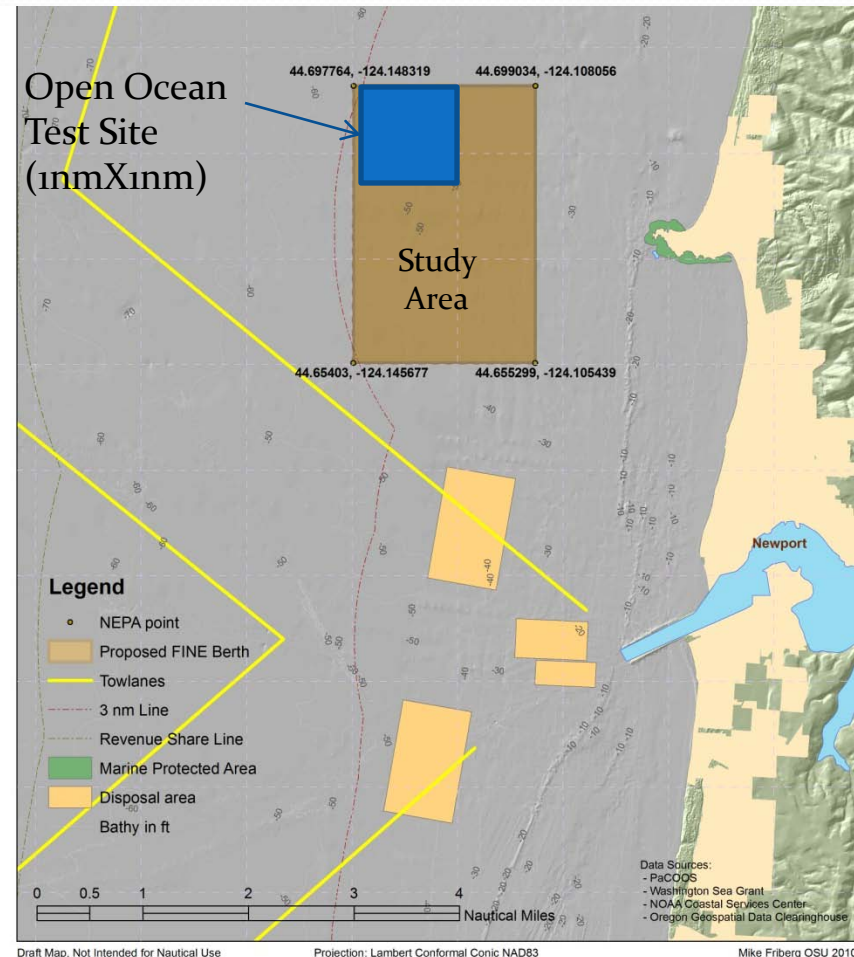 44.697764, -124.148319
44.699034, -124.108056
Open Ocean
Test Site
(1nmX1nm)
Study
Area
44.65403, -124.145677
44.655299, -124.105439
Newport
Legend
NEPA point
Proposed FINE Berth
Towlanes
3 nm Line
Revenue Share Line
Marine Protected Area
Disposal area
Bathy in ft
0 0.5 1 2 3 4
Nautical Miles
Data Sources:
- PaCOOS
- Washington Sea Grant
- NOAA Coastal Services Center
- Oregon Geospatial Data Clearinghouse
Draft Map. Not Intended for Nautical Use
Projection: Lambert Conformal Conic NAD83
Mike Friberg OSU 2010